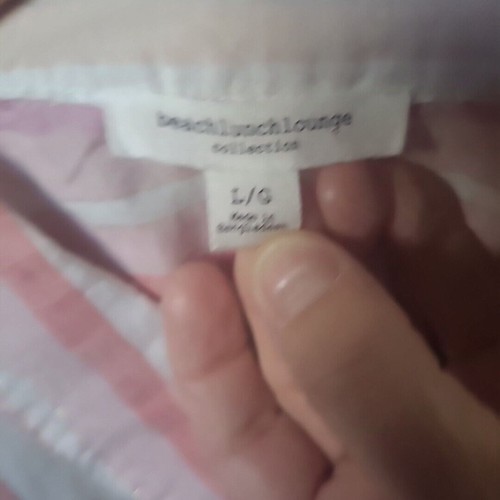 beachlunchlounge
collection
L/G
Made in
Bangladesh